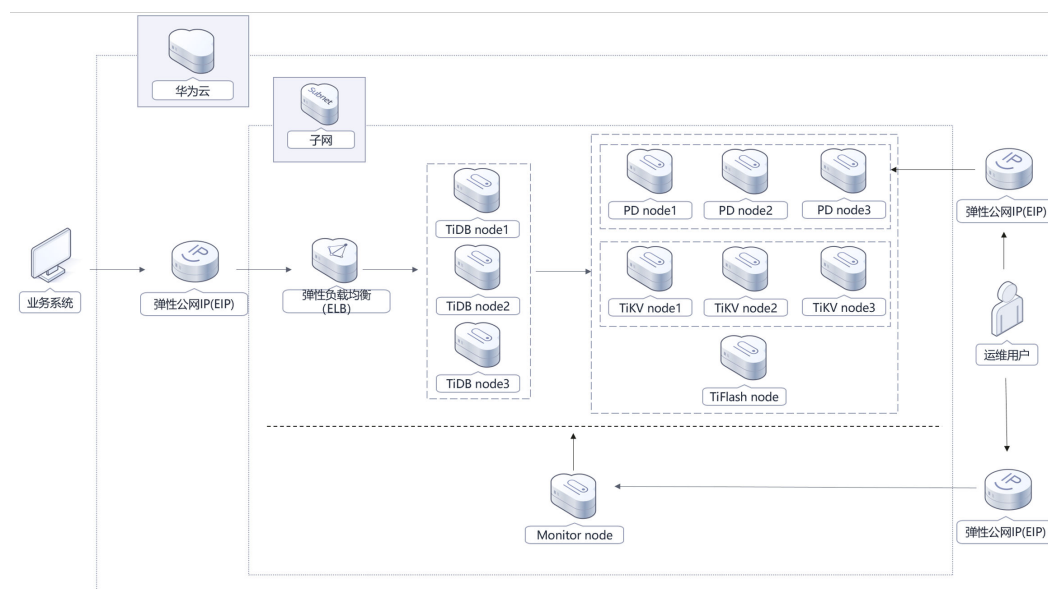 华为云
Subnet
子网
IP
业务系统
弹性公网IP(EIP)
弹性负载均衡
(ELB)
TiDB node1
TiDB node2
TiDB node3
PD node1
PD node2
PD node3
TiKV node1
TiKV node2
TiKV node3
TiFlash node
IP
弹性公网IP(EIP)
运维用户
IP
弹性公网IP(EIP)
Monitor node